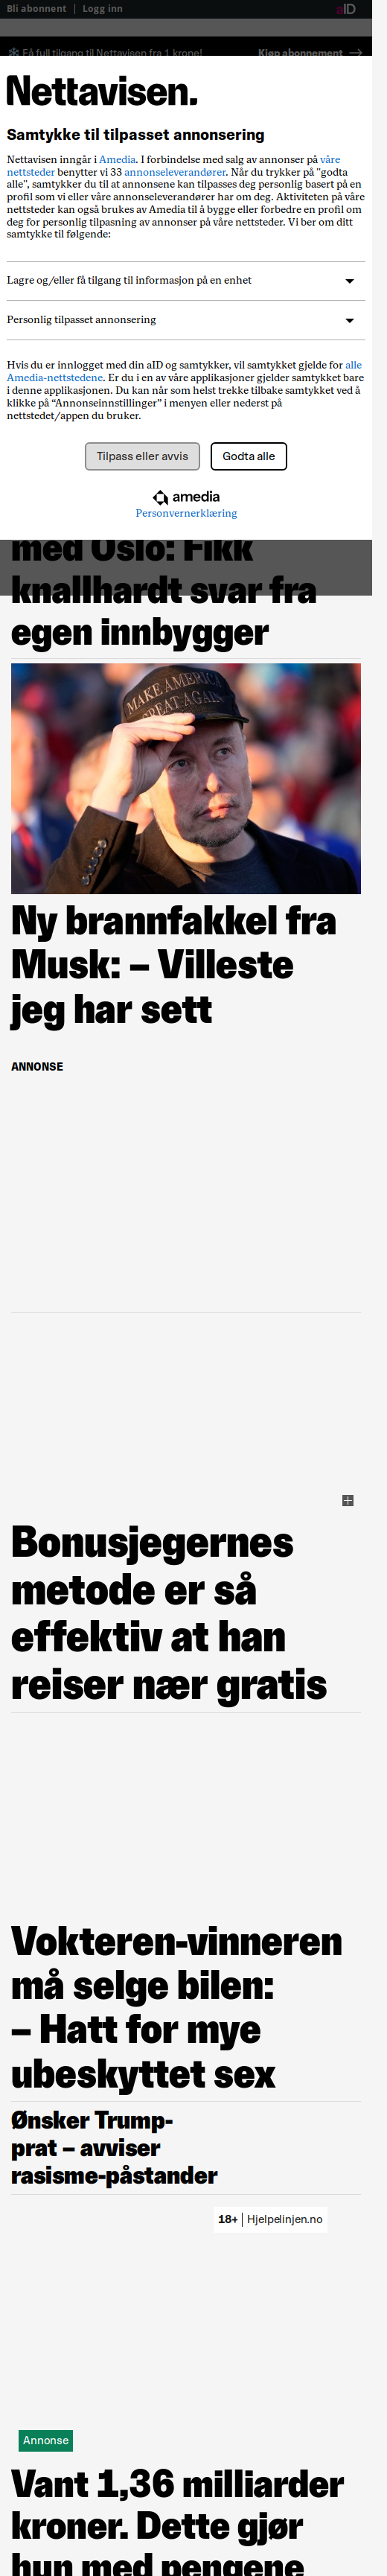 Bli abonnent | Logg inn
aID
Få full tilgang til Nettavisen fra 1 krone!
Kjøp abonnement →
Nettavisen.
Samtykke til tilpasset annonsering
Nettavisen inngår i Amedia. I forbindelse med salg av annonser på våre
nettsteder benytter vi 33 annonseleverandører. Når du trykker på "godta
alle", samtykker du til at annonsene kan tilpasses deg personlig basert på en
profil som vi eller våre annonseleverandører har om deg. Aktiviteten på våre
nettsteder kan også brukes av Amedia til å bygge eller forbedre en profil om
deg for personlig tilpasning av annonser på våre nettsteder. Vi ber om ditt
samtykke til følgende:
Lagre og/eller få tilgang til informasjon på en enhet
Personlig tilpasset annonsering
Hvis du er innlogget med din aID og samtykker, vil samtykket gjelde for alle
Amedia-nettstedene. Er du i en av våre applikasjoner gjelder samtykket bare
i denne applikasjonen. Du kan når som helst trekke tilbake samtykket ved å
klikke på “Annonseinnstillinger” i menyen eller nederst på
nettstedet/appen du bruker.
Tilpass eller avvis
Godta alle
amedia
Personvernerklæring
med Oslo: Fikk
knallhardt svar fra
egen innbygger
MAKE AMERICA
GREAT AGAIN
Ny brannfakkel fra
Musk: – Villeste
jeg har sett
ANNONSE
Bonusjegernes
metode er så
effektiv at han
reiser nær gratis
Vokteren-vinneren
må selge bilen:
– Hatt for mye
ubeskyttet sex
Ønsker Trump-
prat – avviser
rasisme-påstander
18+ | Hjelpelinjen.no
Annonse
Vant 1,36 milliarder
kroner. Dette gjør
hun med pengene